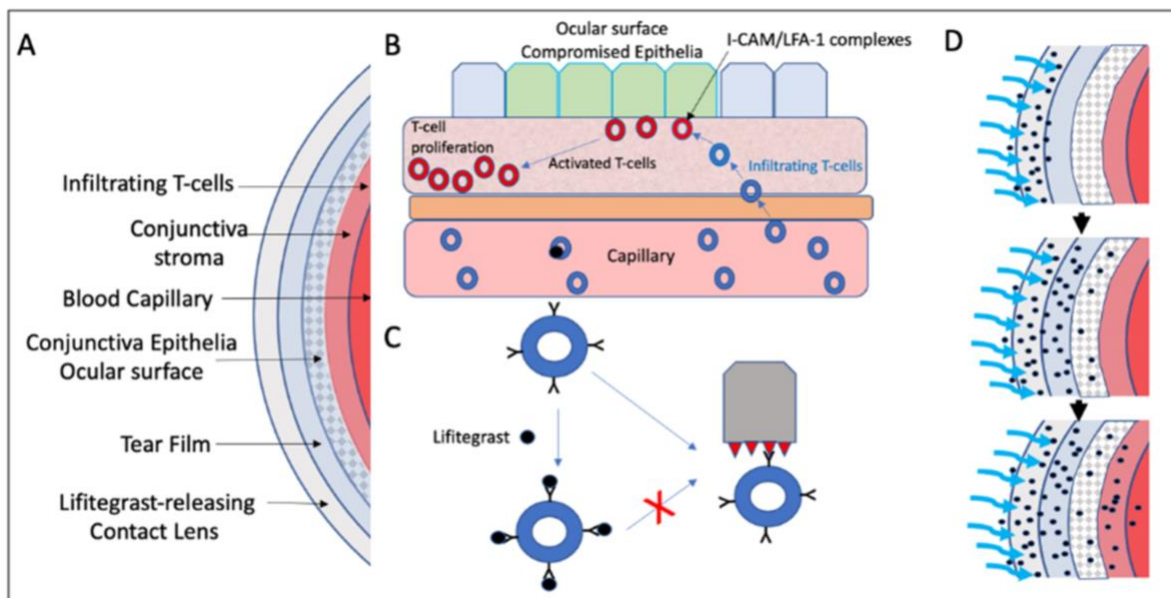 A
Infiltrating T-cells
Conjunctiva
stroma
Blood Capillary
Conjunctiva Epithelia
Ocular surface
Tear Film
Lifitegrast-releasing
Contact Lens
B
Ocular surface
Compromised Epithelia
I-CAM/LFA-1 complexes
T-cell
proliferation
Activated T-cells
Infiltrating T-cells
Capillary
C
Lifitegrast
D